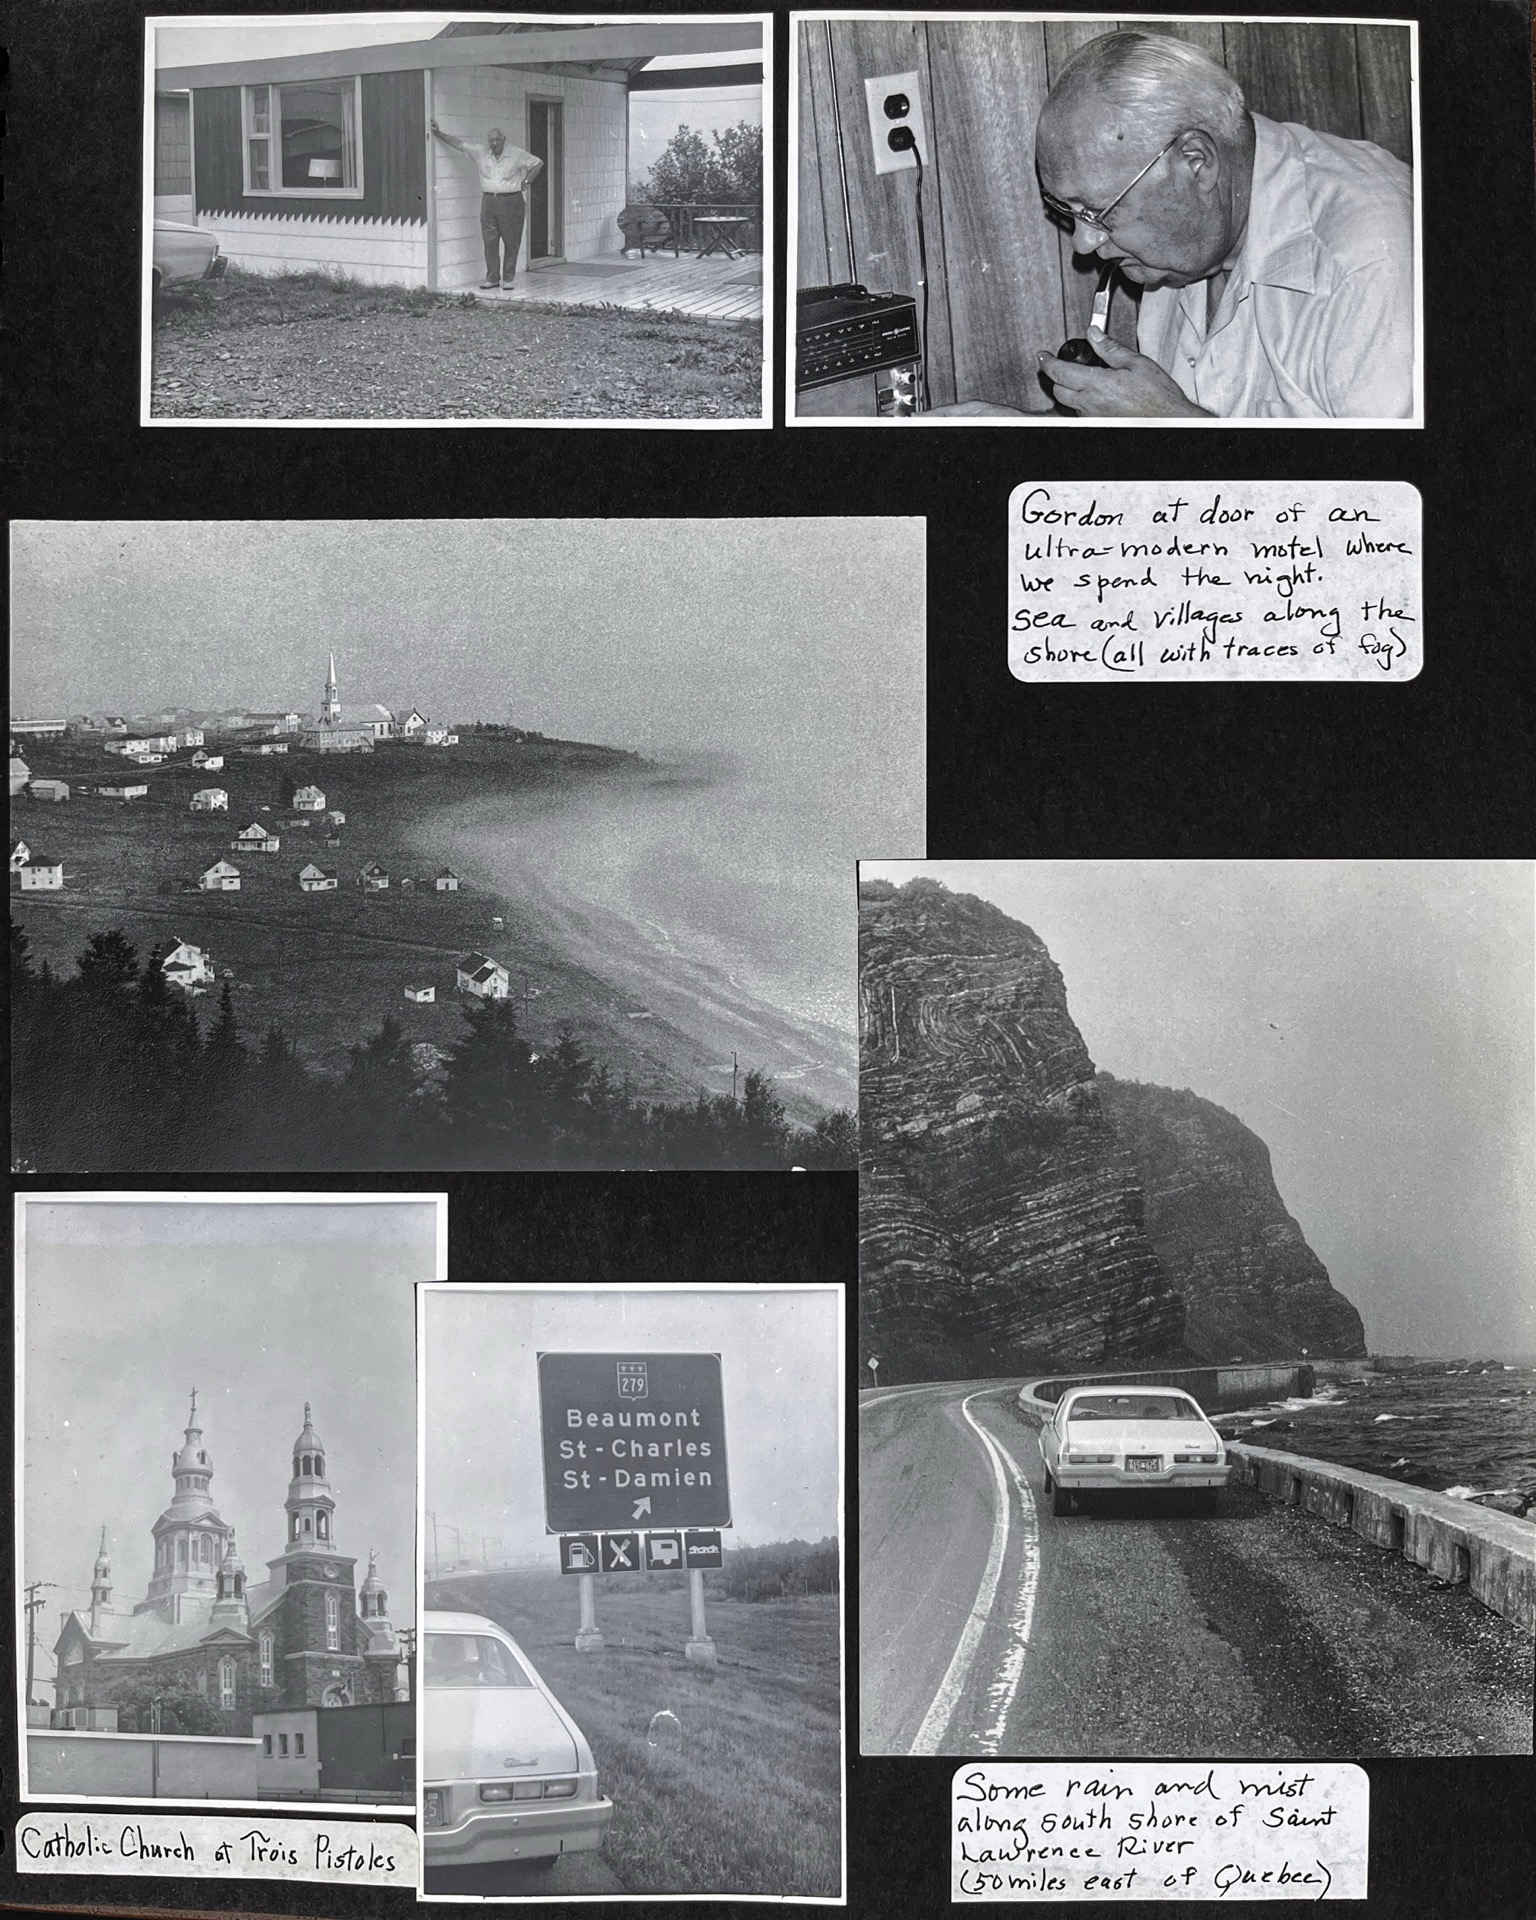 Gordon at door of an
ultra-modern motel where
we spend the night.
Sea and villages along the
shore (all with traces of fog)
279
Beaumont
St-Charles
St-Damien
25
Catholic Church at Trois Pistoles
Some rain and mist
along south shore of Saint
Lawrence River
(50 miles east of Quebec)